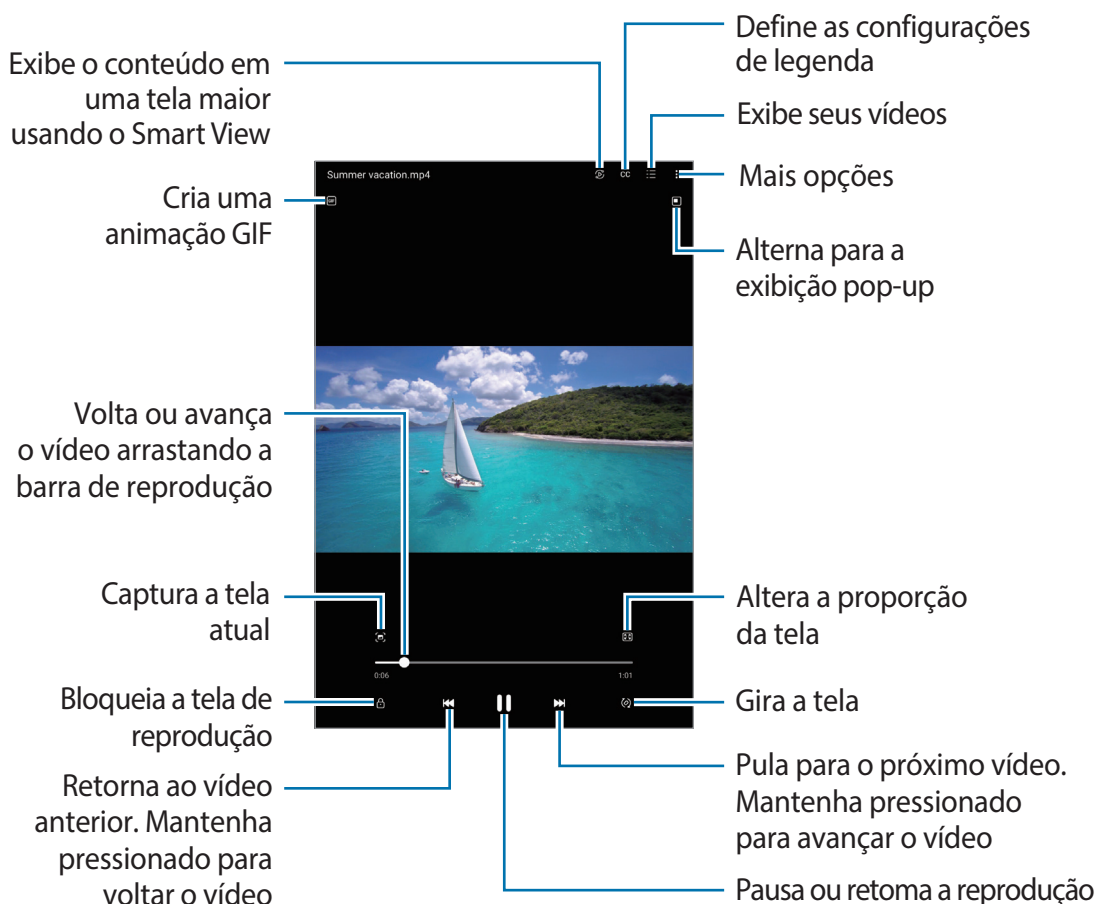 Define as configurações
de legenda
Exibe o conteúdo em
uma tela maior
usando o Smart View
Exibe seus vídeos
Summer vacation.mp4
CC
Mais opções
GIF
Cria uma
animação GIF
Alterna para a
exibição pop-up
Volta ou avança
o vídeo arrastando a
barra de reprodução
Captura a tela
atual
Altera a proporção
da tela
0:06
1:01
Bloqueia a tela de
reprodução
Gira a tela
Retorna ao vídeo
anterior. Mantenha
pressionado para
voltar o vídeo
Pula para o próximo vídeo.
Mantenha pressionado
para avançar o vídeo
Pausa ou retoma a reprodução